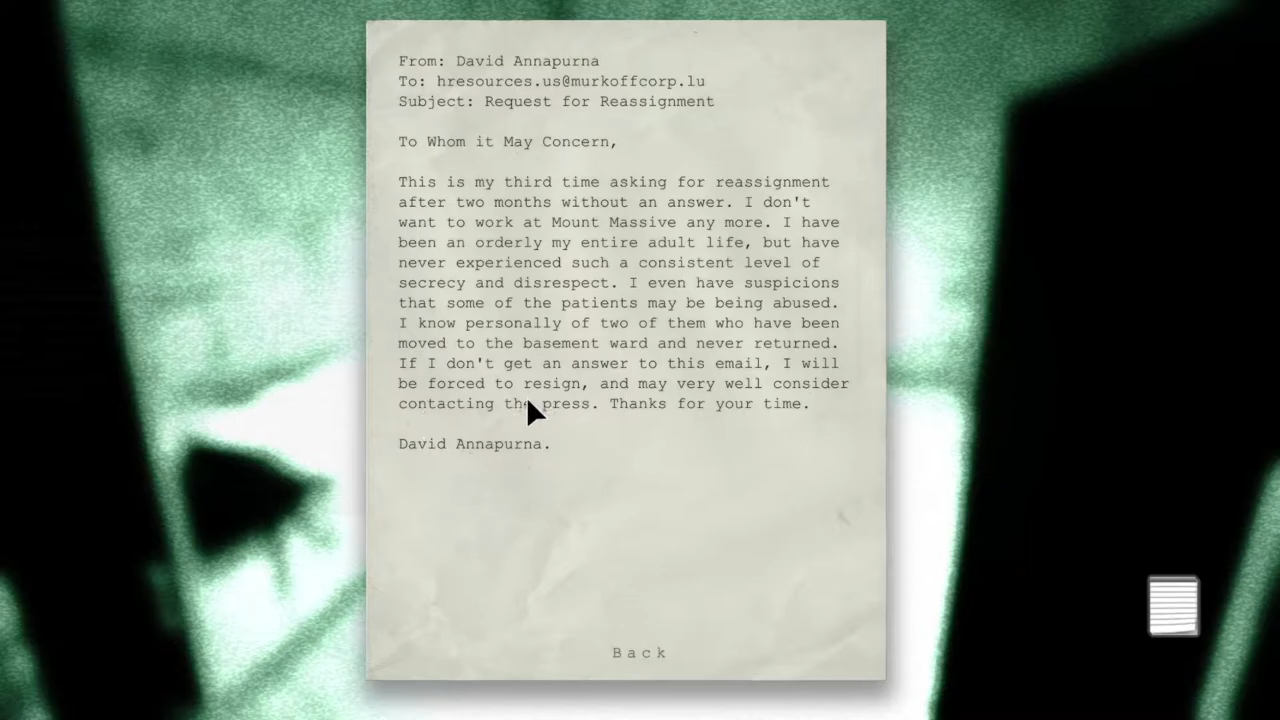 From: David Annapurna
To: hresources.us@murkoffcorp.lu
Subject: Request for Reassignment
To Whom it May Concern,
This is my third time asking for reassignment
after two months without an answer. I don't
want to work at Mount Massive any more. I have
been an orderly my entire adult life, but have
never experienced such a consistent level of
secrecy and disrespect. I even have suspicions
that some of the patients may be being abused.
I know personally of two of them who have been
moved to the basement ward and never returned.
If I don't get an answer to this email, I will
be forced to resign, and may very well consider
contacting the press. Thanks for your time.
David Annapurna.
Back